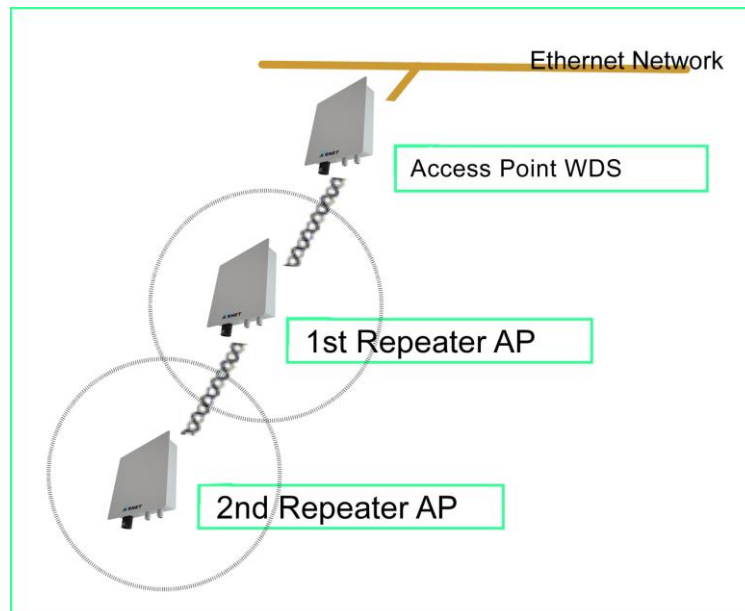 Ethernet Network
Access Point WDS
1st Repeater AP
2nd Repeater AP